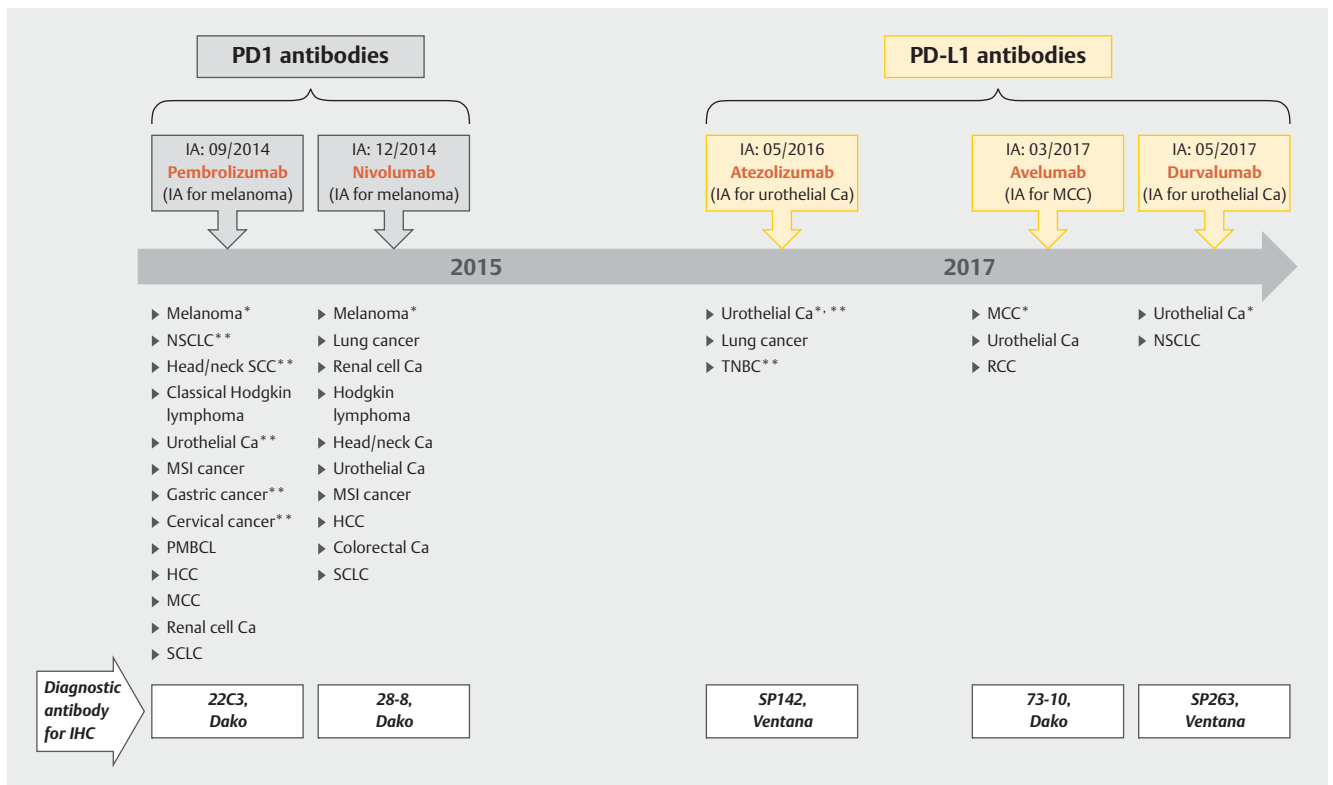 PD1 antibodies
PD-L1 antibodies
IA: 09/2014
Pembrolizumab
(IA for melanoma)
IA: 12/2014
Nivolumab
(IA for melanoma)
IA: 05/2016
Atezolizumab
(IA for urothelial Ca)
IA: 03/2017
Avelumab
(IA for MCC)
IA: 05/2017
Durvalumab
(IA for urothelial Ca)
2015
2017
Melanoma*
NSCLC**
Head/neck SCC**
Classical Hodgkin
lymphoma
Urothelial Ca**
MSI cancer
Gastric cancer**
Cervical cancer**
PMBCL
HCC
MCC
Renal cell Ca
SCLC
Melanoma*
Lung cancer
Renal cell Ca
Hodgkin
lymphoma
Head/neck Ca
Urothelial Ca
MSI cancer
HCC
Colorectal Ca
SCLC
Urothelial Ca*, **
Lung cancer
TNBC**
MCC*
Urothelial Ca
RCC
Urothelial Ca*
NSCLC
Diagnostic
antibody
for IHC
22C3,
Dako
28-8,
Dako
SP142,
Ventana
73-10,
Dako
SP263,
Ventana